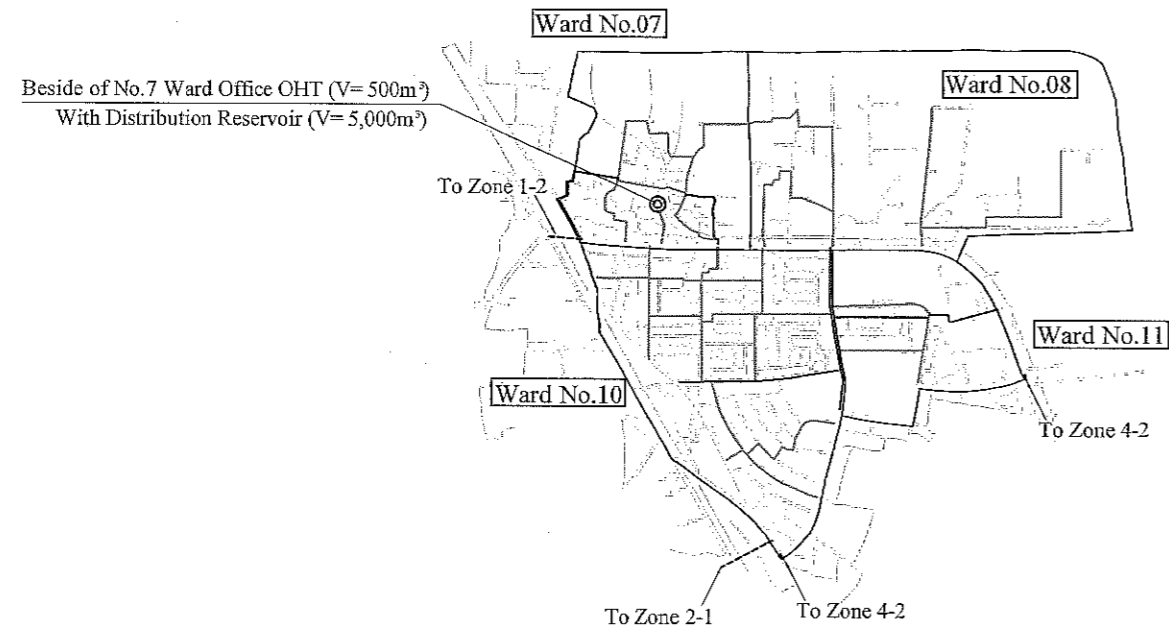 Ward No.07
Beside of No.7 Ward Office OHT (V= 500m³)
With Distribution Reservoir (V= 5,000m³)
Ward No.08
To Zone 1-2
Ward No.11
Ward No.10
To Zone 4-2
To Zone 2-1
To Zone 4-2